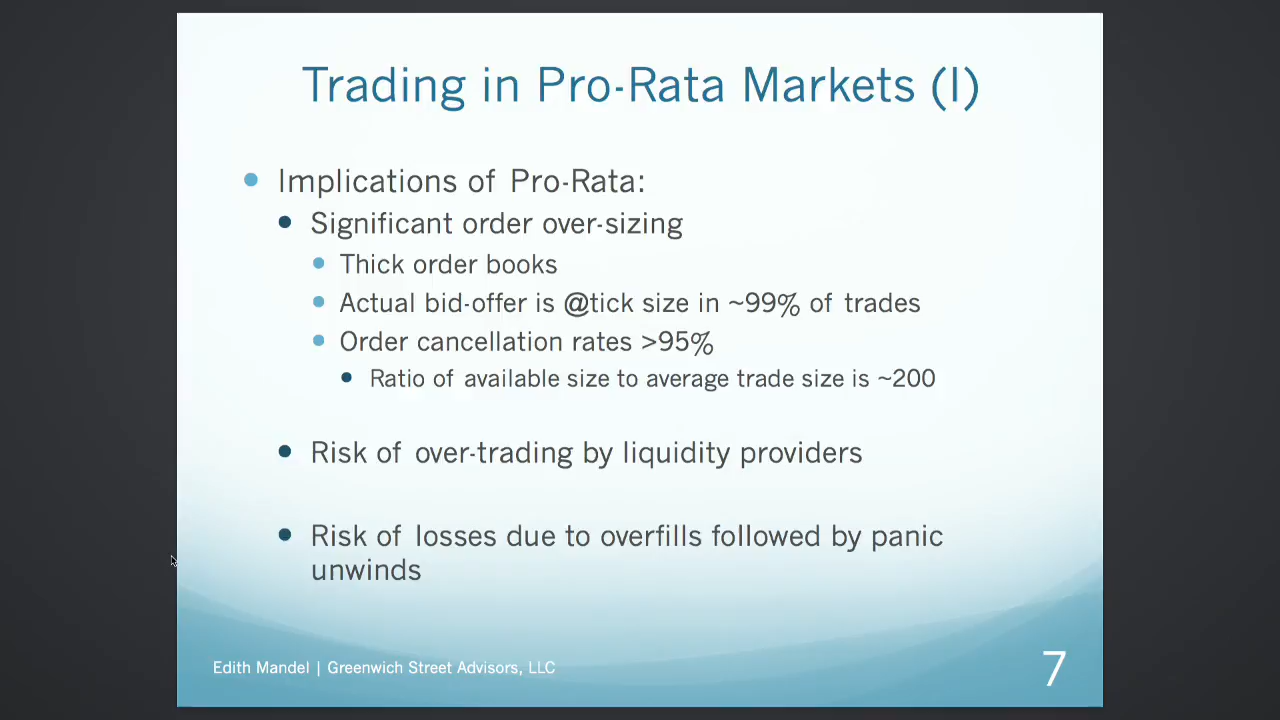 Trading in Pro-Rata Markets (I)
Implications of Pro-Rata:
Significant order over-sizing
Thick order books
Actual bid-offer is @tick size in ~99% of trades
Order cancellation rates >95%
Ratio of available size to average trade size is ~200
Risk of over-trading by liquidity providers
Risk of losses due to overfills followed by panic
unwinds
Edith Mandel | Greenwich Street Advisors, LLC
7